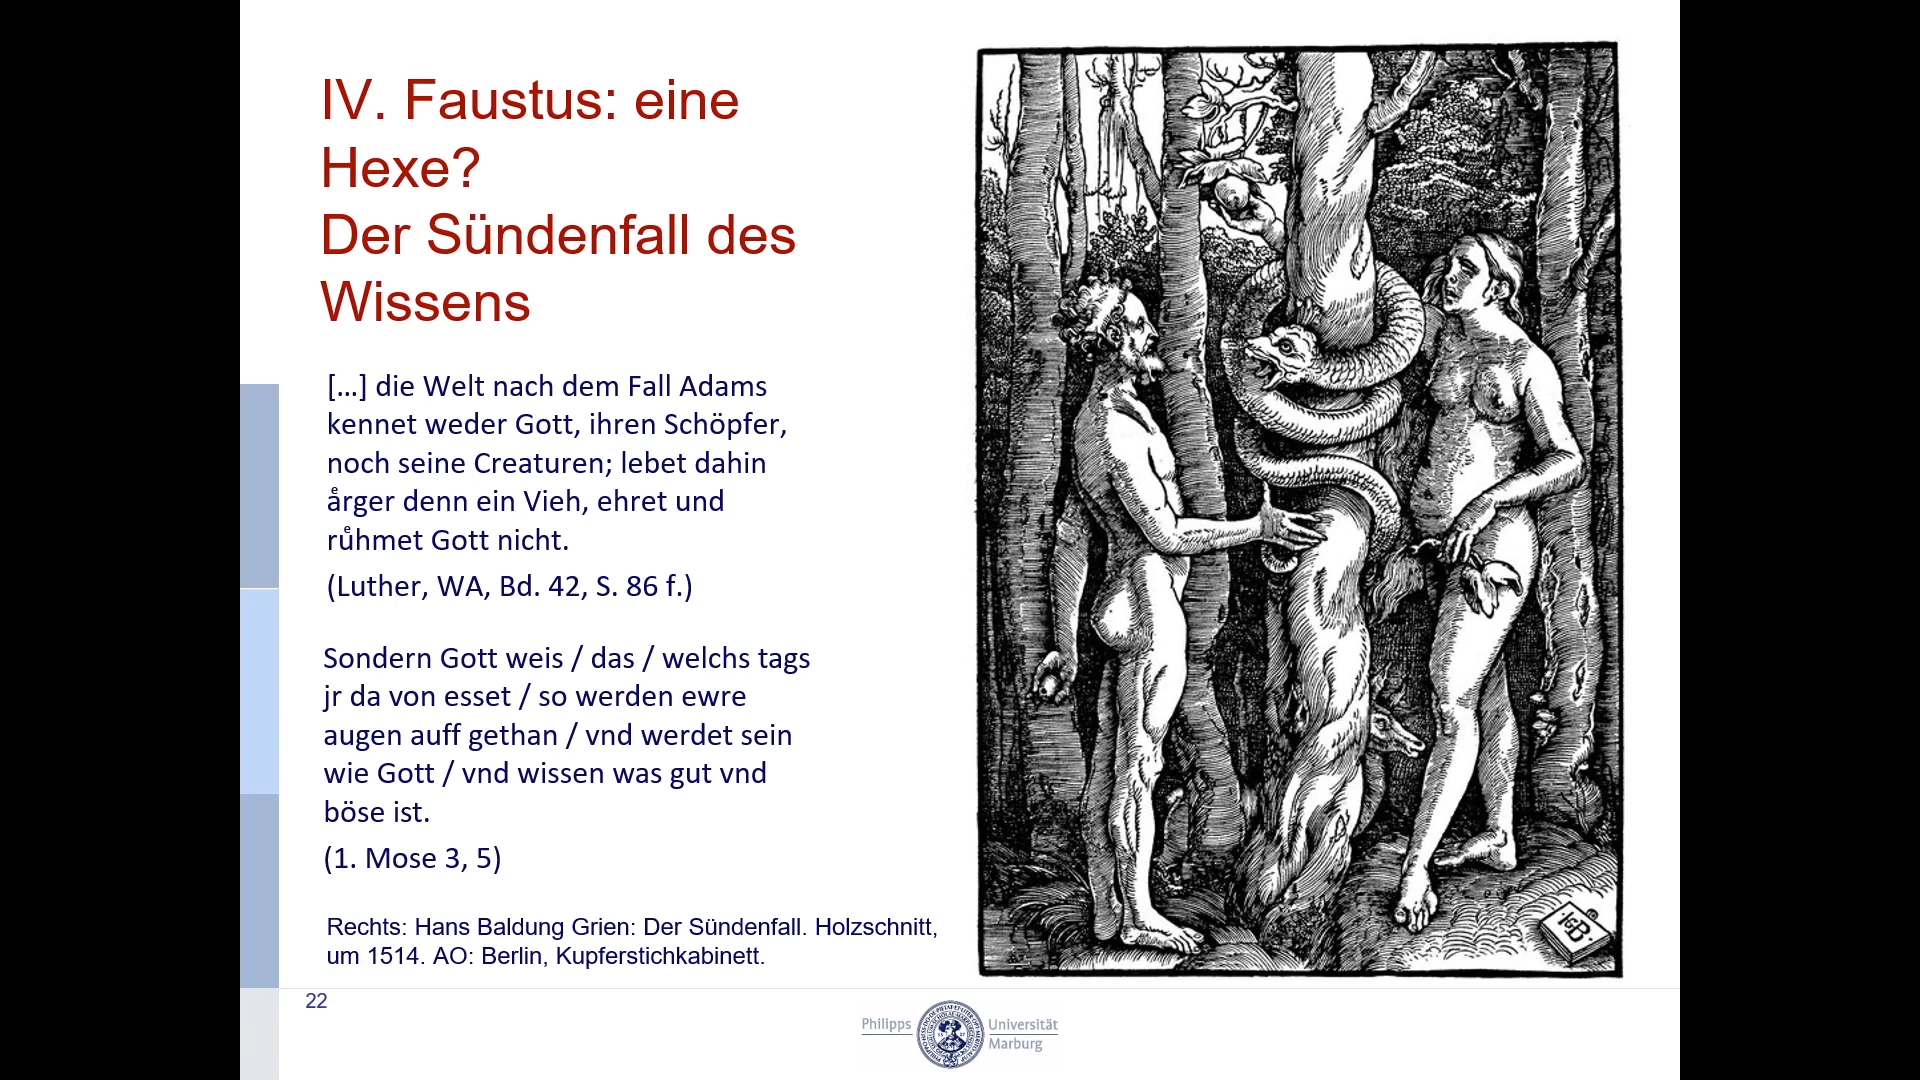 IV. Faustus: eine
Hexe?
Der Sündenfall des
Wissens
[…] die Welt nach dem Fall Adams
kennet weder Gott, ihren Schöpfer,
noch seine Creaturen; lebet dahin
aͤrger denn ein Vieh, ehret und
ruͤhmet Gott nicht.
(Luther, WA, Bd. 42, S. 86 f.)
Sondern Gott weis / das / welchs tags
jr da von esset / so werden ewre
augen auff gethan / vnd werdet sein
wie Gott / vnd wissen was gut vnd
böse ist.
(1. Mose 3, 5)
Rechts: Hans Baldung Grien: Der Sündenfall. Holzschnitt,
um 1514. AO: Berlin, Kupferstichkabinett.
22
Philipps Universität
Marburg